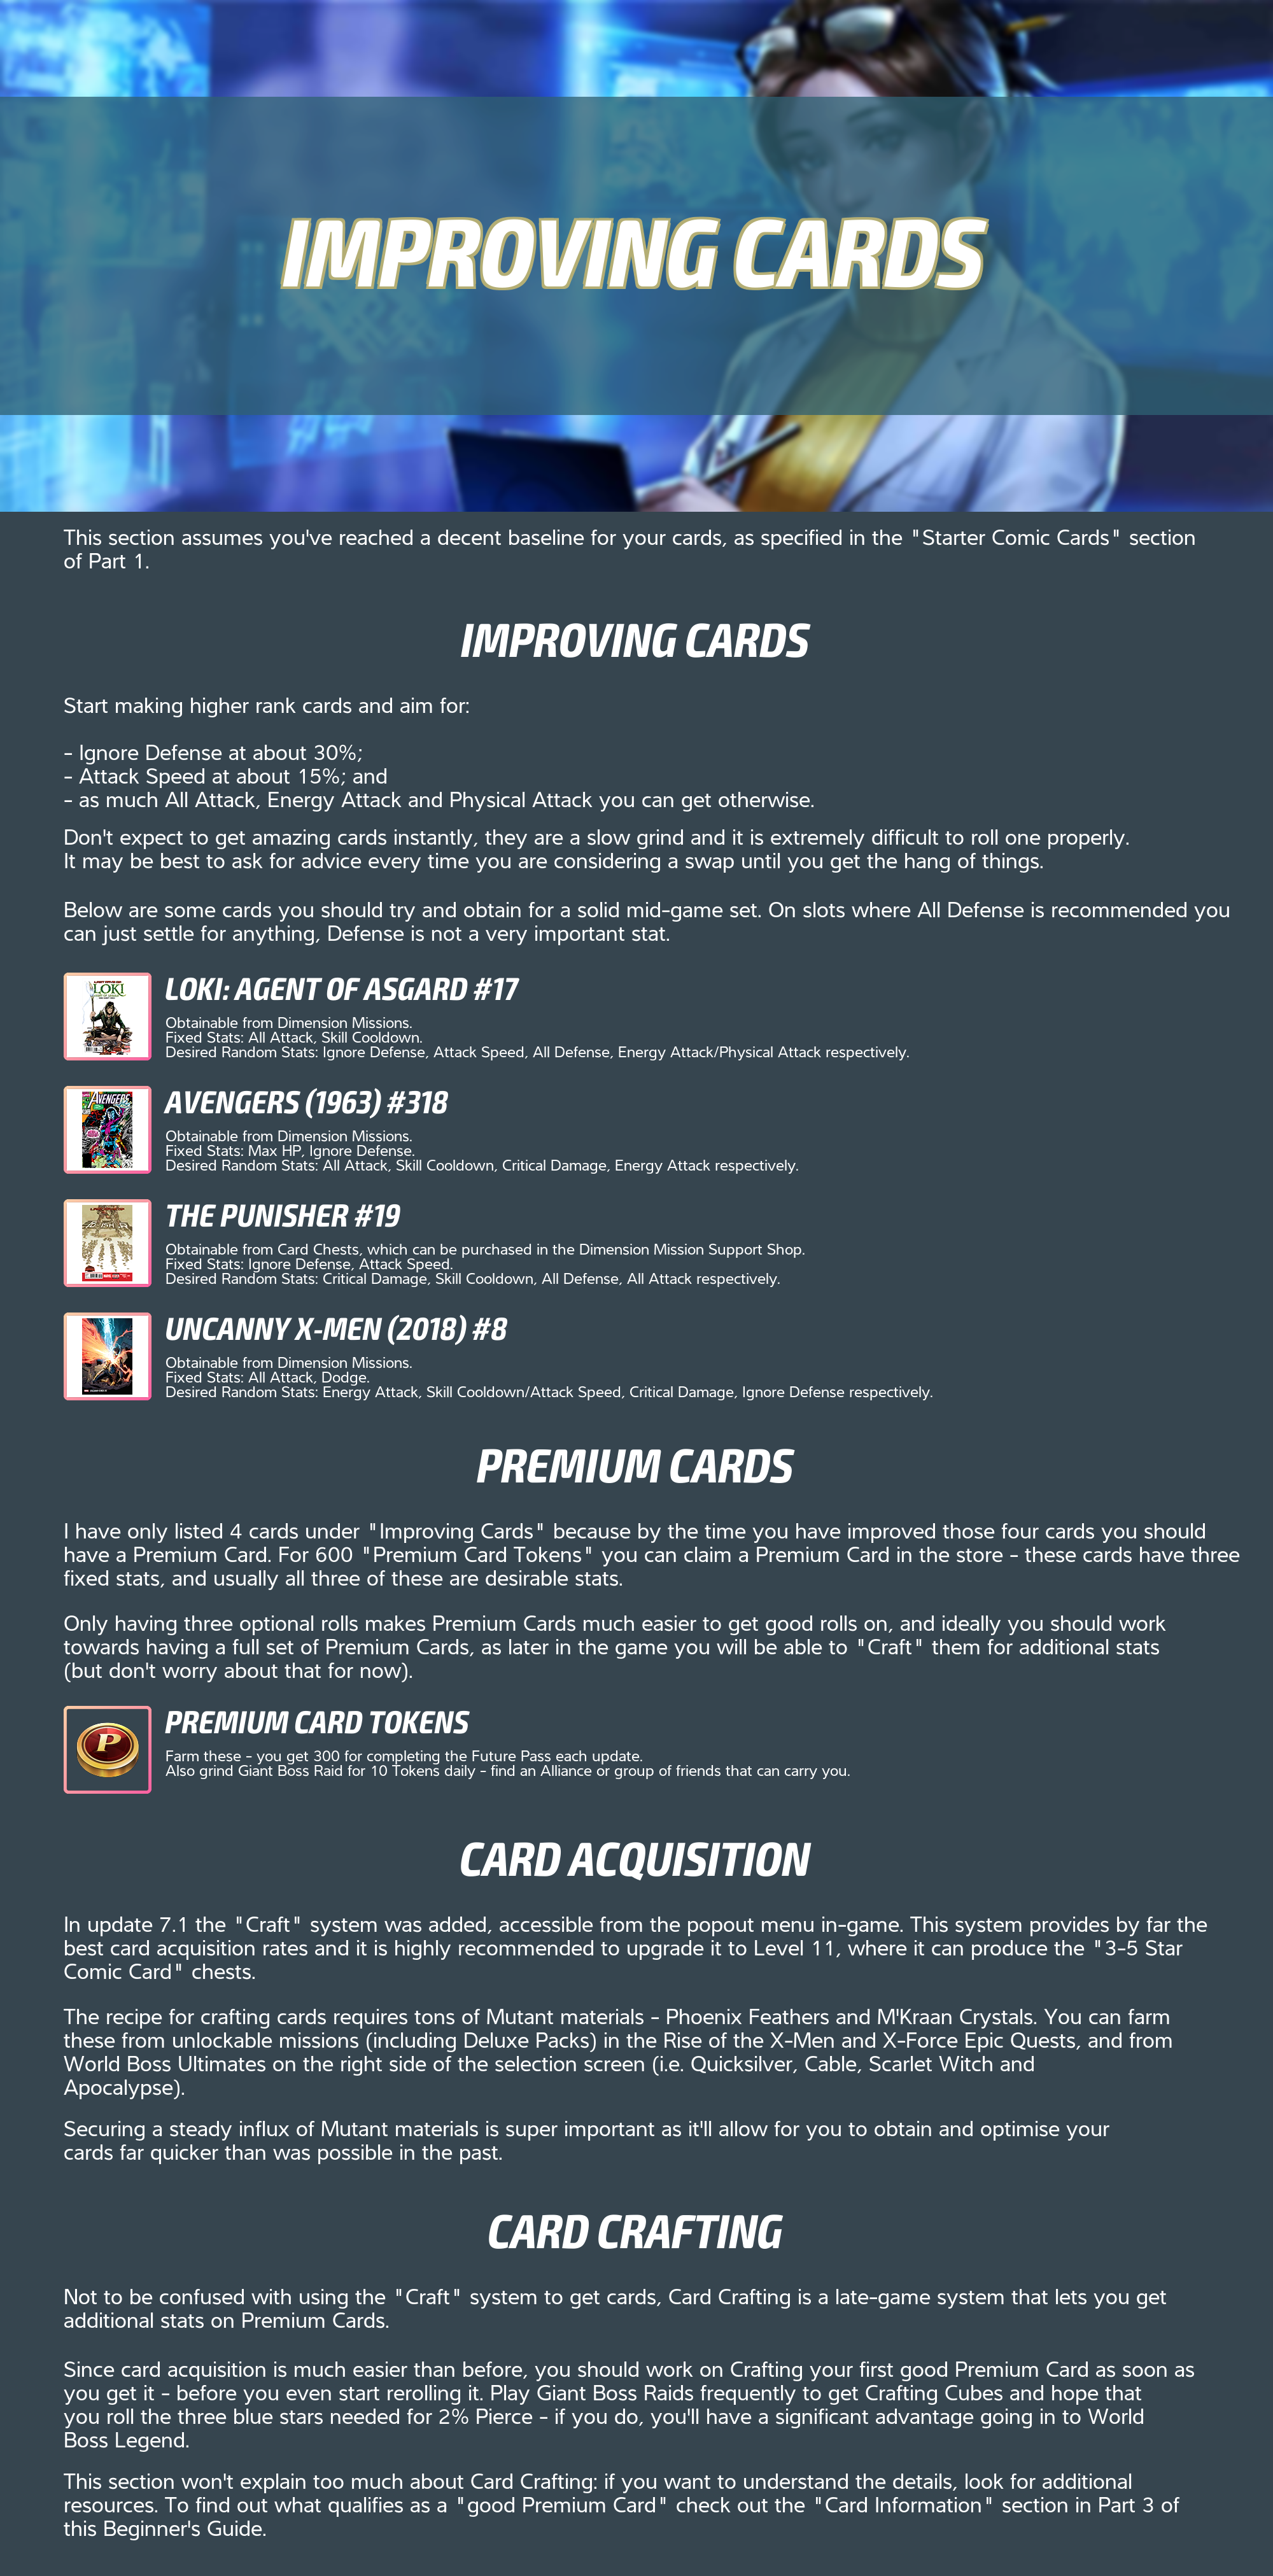 IMPROVING CARDS
This section assumes you've reached a decent baseline for your cards, as specified in the "Starter Comic Cards" section
of Part 1.
IMPROVING CARDS
Start making higher rank cards and aim for:
- Ignore Defense at about 30%;
- Attack Speed at about 15%; and
- as much All Attack, Energy Attack and Physical Attack you can get otherwise.
Don't expect to get amazing cards instantly, they are a slow grind and it is extremely difficult to roll one properly.
It may be best to ask for advice every time you are considering a swap until you get the hang of things.
Below are some cards you should try and obtain for a solid mid-game set. On slots where All Defense is recommended you
can just settle for anything, Defense is not a very important stat.
LOKI
LOKI: AGENT OF ASGARD #17
Obtainable from Dimension Missions.
Fixed Stats: All Attack, Skill Cooldown.
Desired Random Stats: Ignore Defense, Attack Speed, All Defense, Energy Attack/Physical Attack respectively.
AVENGERS
AVENGERS (1963) #318
Obtainable from Dimension Missions.
Fixed Stats: Max HP, Ignore Defense.
Desired Random Stats: All Attack, Skill Cooldown, Critical Damage, Energy Attack respectively.
THE PUNISHER #19
Obtainable from Card Chests, which can be purchased in the Dimension Mission Support Shop.
Fixed Stats: Ignore Defense, Attack Speed.
Desired Random Stats: Critical Damage, Skill Cooldown, All Defense, All Attack respectively.
UNCANNY X-MEN (2018) #8
Obtainable from Dimension Missions.
Fixed Stats: All Attack, Dodge.
Desired Random Stats: Energy Attack, Skill Cooldown/Attack Speed, Critical Damage, Ignore Defense respectively.
PREMIUM CARDS
I have only listed 4 cards under "Improving Cards" because by the time you have improved those four cards you should
have a Premium Card. For 600 "Premium Card Tokens" you can claim a Premium Card in the store - these cards have three
fixed stats, and usually all three of these are desirable stats.
Only having three optional rolls makes Premium Cards much easier to get good rolls on, and ideally you should work
towards having a full set of Premium Cards, as later in the game you will be able to "Craft" them for additional stats
(but don't worry about that for now).
P
PREMIUM CARD TOKENS
Farm these - you get 300 for completing the Future Pass each update.
Also grind Giant Boss Raid for 10 Tokens daily - find an Alliance or group of friends that can carry you.
CARD ACQUISITION
In update 7.1 the "Craft" system was added, accessible from the popout menu in-game. This system provides by far the
best card acquisition rates and it is highly recommended to upgrade it to Level 11, where it can produce the "3-5 Star
Comic Card" chests.
The recipe for crafting cards requires tons of Mutant materials - Phoenix Feathers and M'Kraan Crystals. You can farm
these from unlockable missions (including Deluxe Packs) in the Rise of the X-Men and X-Force Epic Quests, and from
World Boss Ultimates on the right side of the selection screen (i.e. Quicksilver, Cable, Scarlet Witch and
Apocalypse).
Securing a steady influx of Mutant materials is super important as it'll allow for you to obtain and optimise your
cards far quicker than was possible in the past.
CARD CRAFTING
Not to be confused with using the "Craft" system to get cards, Card Crafting is a late-game system that lets you get
additional stats on Premium Cards.
Since card acquisition is much easier than before, you should work on Crafting your first good Premium Card as soon as
you get it - before you even start rerolling it. Play Giant Boss Raids frequently to get Crafting Cubes and hope that
you roll the three blue stars needed for 2% Pierce - if you do, you'll have a significant advantage going in to World
Boss Legend.
This section won't explain too much about Card Crafting: if you want to understand the details, look for additional
resources. To find out what qualifies as a "good Premium Card" check out the "Card Information" section in Part 3 of
this Beginner's Guide.